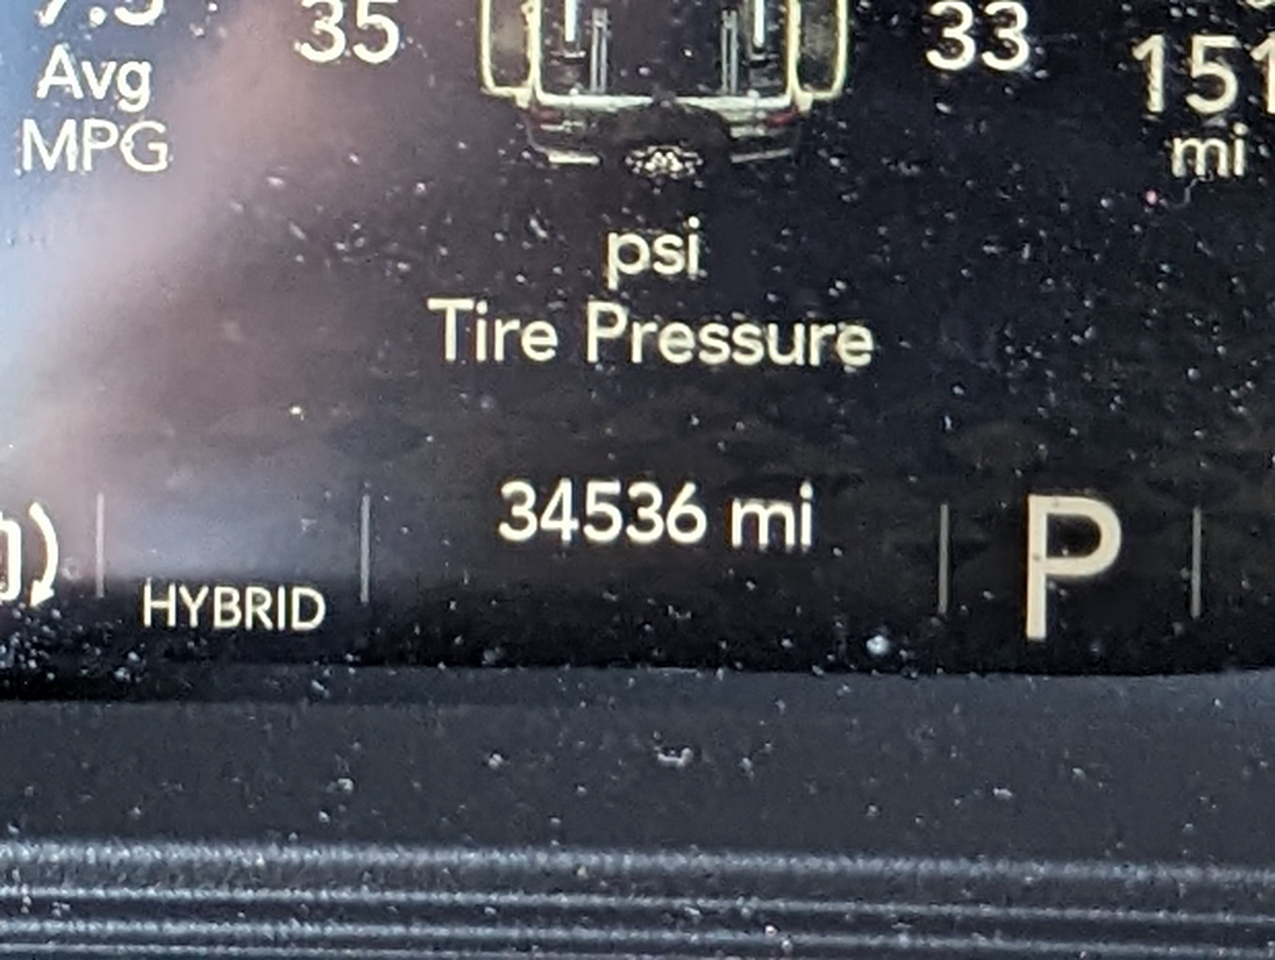 35
33
Avg
MPG
151
mi
psi
Tire Pressure
34536 mi
HYBRID
P